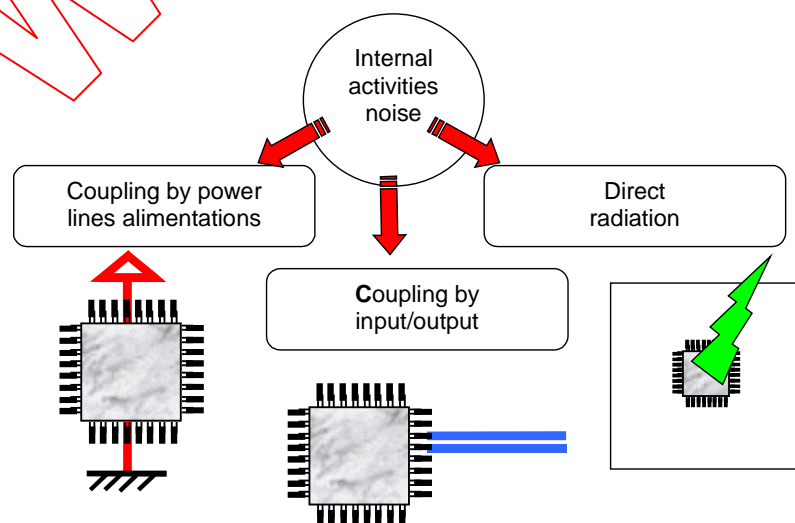 Internal
activities
noise
Coupling by power
lines alimentations
Direct
radiation
Coupling by
input/output